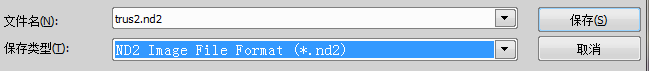 文件名(N): trus2.nd2 保存(S)
保存类型(T): ND2 Image File Format (*.nd2) 取消